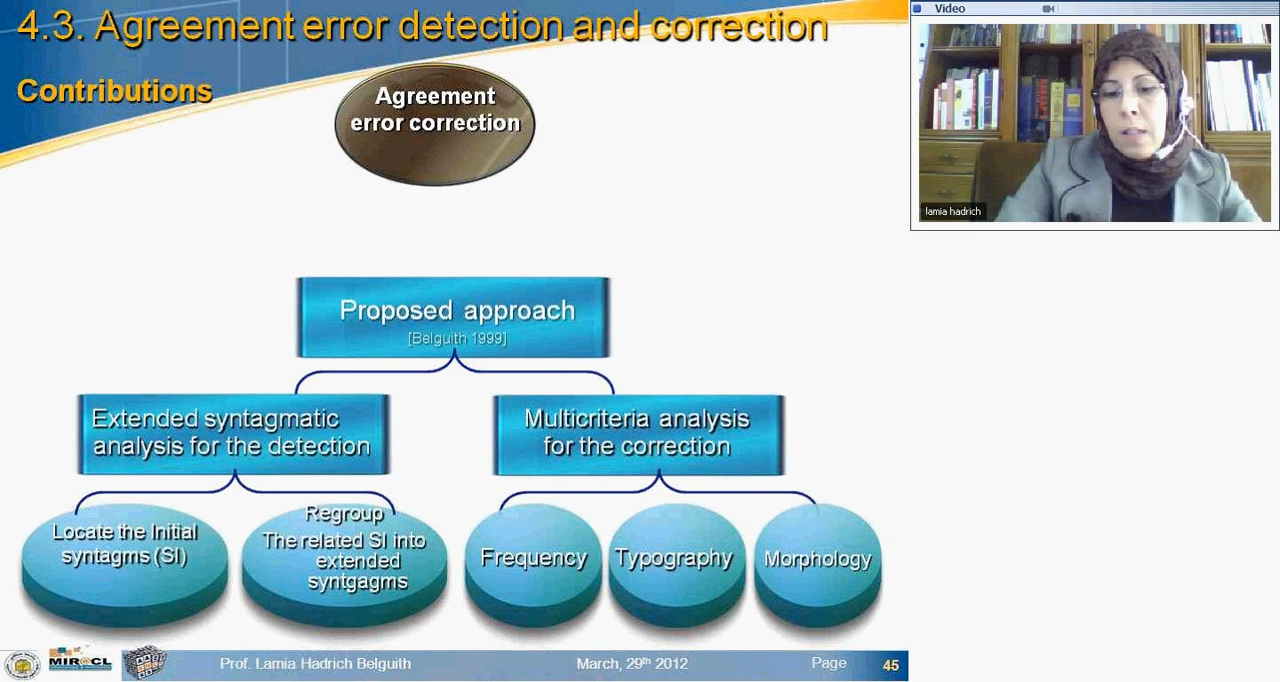 4.3. Agreement error detection and correction
Contributions
Agreement
error correction
Proposed approach
[Belguith 1999]
Extended syntagmatic
analysis for the detection
Multicriteria analysis
for the correction
Locate the Initial
syntagms (SI)
Regroup
The related SI into
extended
syntgagms
Frequency
Typography
Morphology
MIR@CL
Prof. Lamia Hadrich Belguith
March, 29th 2012
Page
45
Video
lamia hadrich